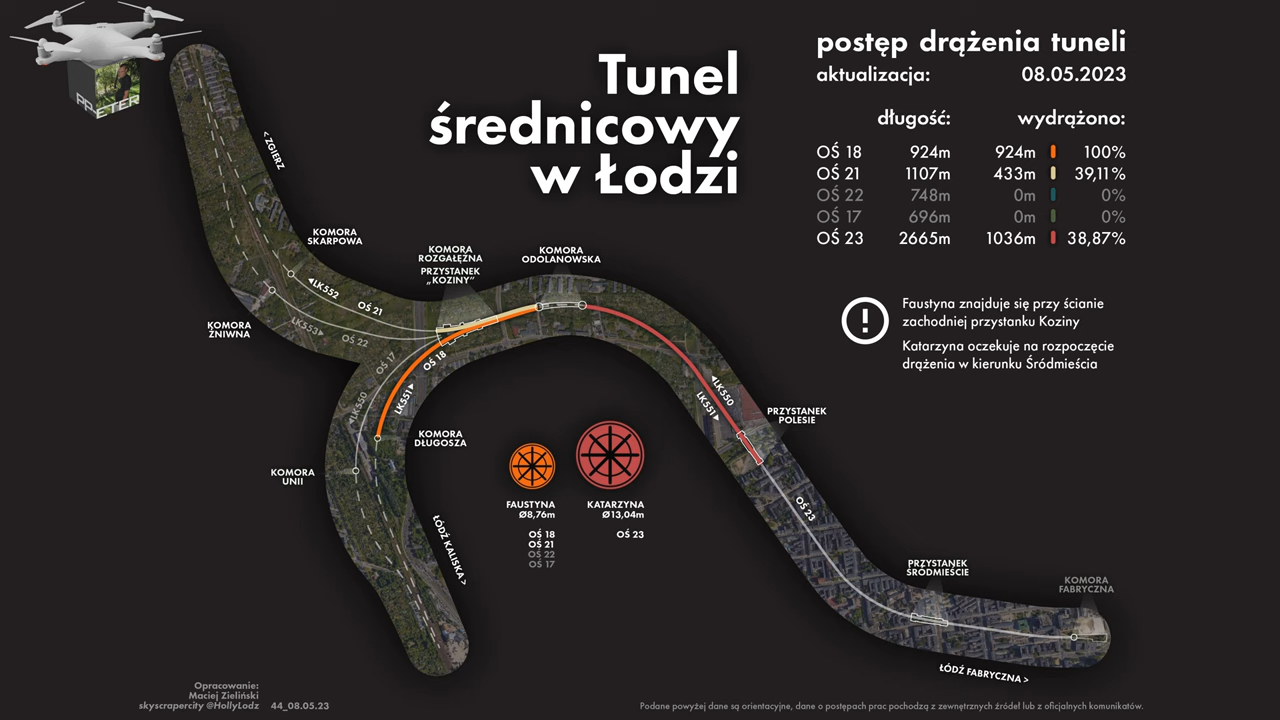 PRETER
Tunel
średnicowy
w Łodzi
postęp drążenia tuneli
aktualizacja: 08.05.2023
długość: wydrążono:
OŚ 18 924m 924m 100%
OŚ 21 1107m 433m 39,11%
OŚ 22 748m 0m 0%
OŚ 17 696m 0m 0%
OŚ 23 2665m 1036m 38,87%
Faustyna znajduje się przy ścianie
zachodniej przystanku Koziny
Katarzyna oczekuje na rozpoczęcie
drążenia w kierunku Śródmieścia
< ZGIERZ
KOMORA
SKARPOWA
KOMORA
ROZGAŁĘŹNA
PRZYSTANEK
„KOZINY”
KOMORA
ODOLANOWSKA
◄LK552
OŚ 21
KOMORA
ŻNIWNA
LK553►
OŚ 22
OŚ 17
OŚ 18
◄LK550
LK551►
◄LK550
LK551►
PRZYSTANEK
POLESIE
KOMORA
DŁUGOSZA
KOMORA
UNII
ŁÓDŹ KALISKA >
FAUSTYNA
Ø8,76m
OŚ 18
OŚ 21
OŚ 22
OŚ 17
KATARZYNA
Ø13,04m
OŚ 23
OŚ 23
PRZYSTANEK
ŚRÓDMIEŚCIE
KOMORA
FABRYCZNA
ŁÓDŹ FABRYCZNA >
Opracowanie:
Maciej Zieliński
skyscrapercity @HollyLodz 44_08.05.23
Podane powyżej dane są orientacyjne, dane o postępach prac pochodzą z zewnętrznych źródeł lub z oficjalnych komunikatów.